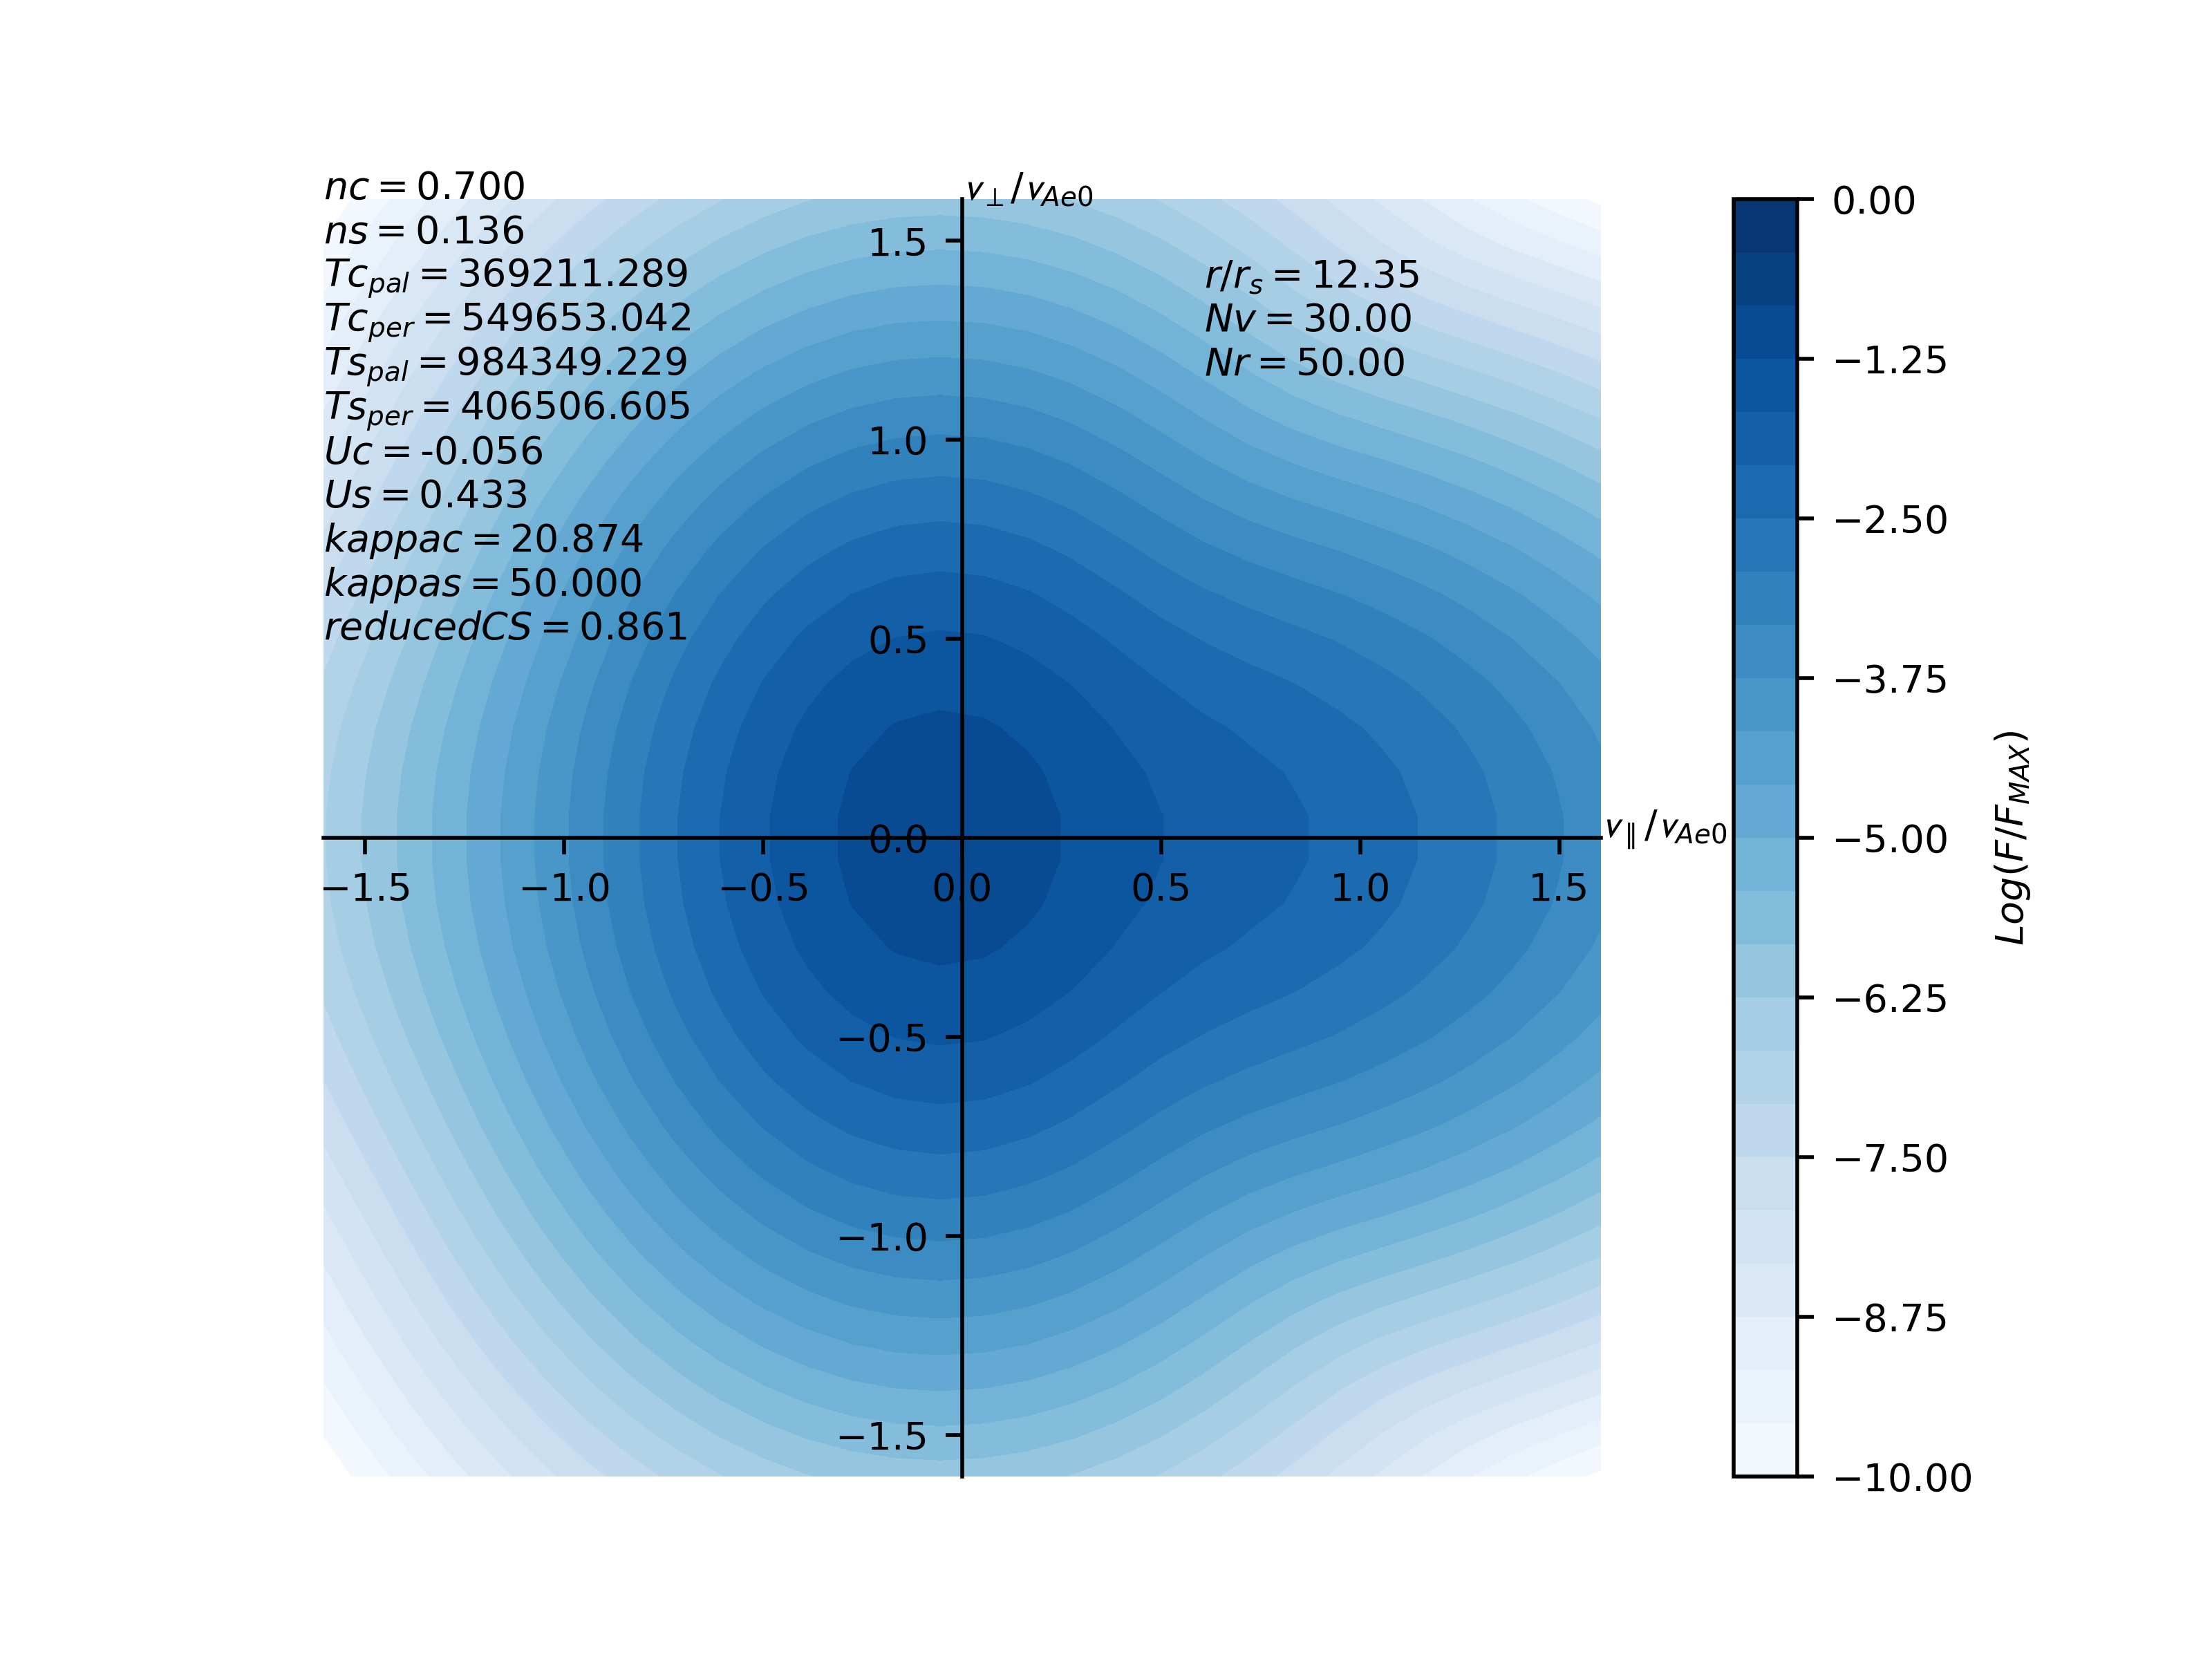 nc = 0.700
ns = 0.136
Tc_pal = 369211.289
Tc_per = 549653.042
Ts_pal = 984349.229
Ts_per = 406506.605
Uc = -0.056
Us = 0.433
kappac = 20.874
kappas = 50.000
reducedCS = 0.861
v⊥/vAe0
r/r_s = 12.35
Nv = 30.00
Nr = 50.00
1.5
1.0
0.5
0.0
−0.5
−1.0
−1.5
−1.5 −1.0 −0.5 0.0 0.5 1.0 1.5
v∥/vAe0
0.00
−1.25
−2.50
−3.75
−5.00
−6.25
−7.50
−8.75
−10.00
Log(F/F_MAX)